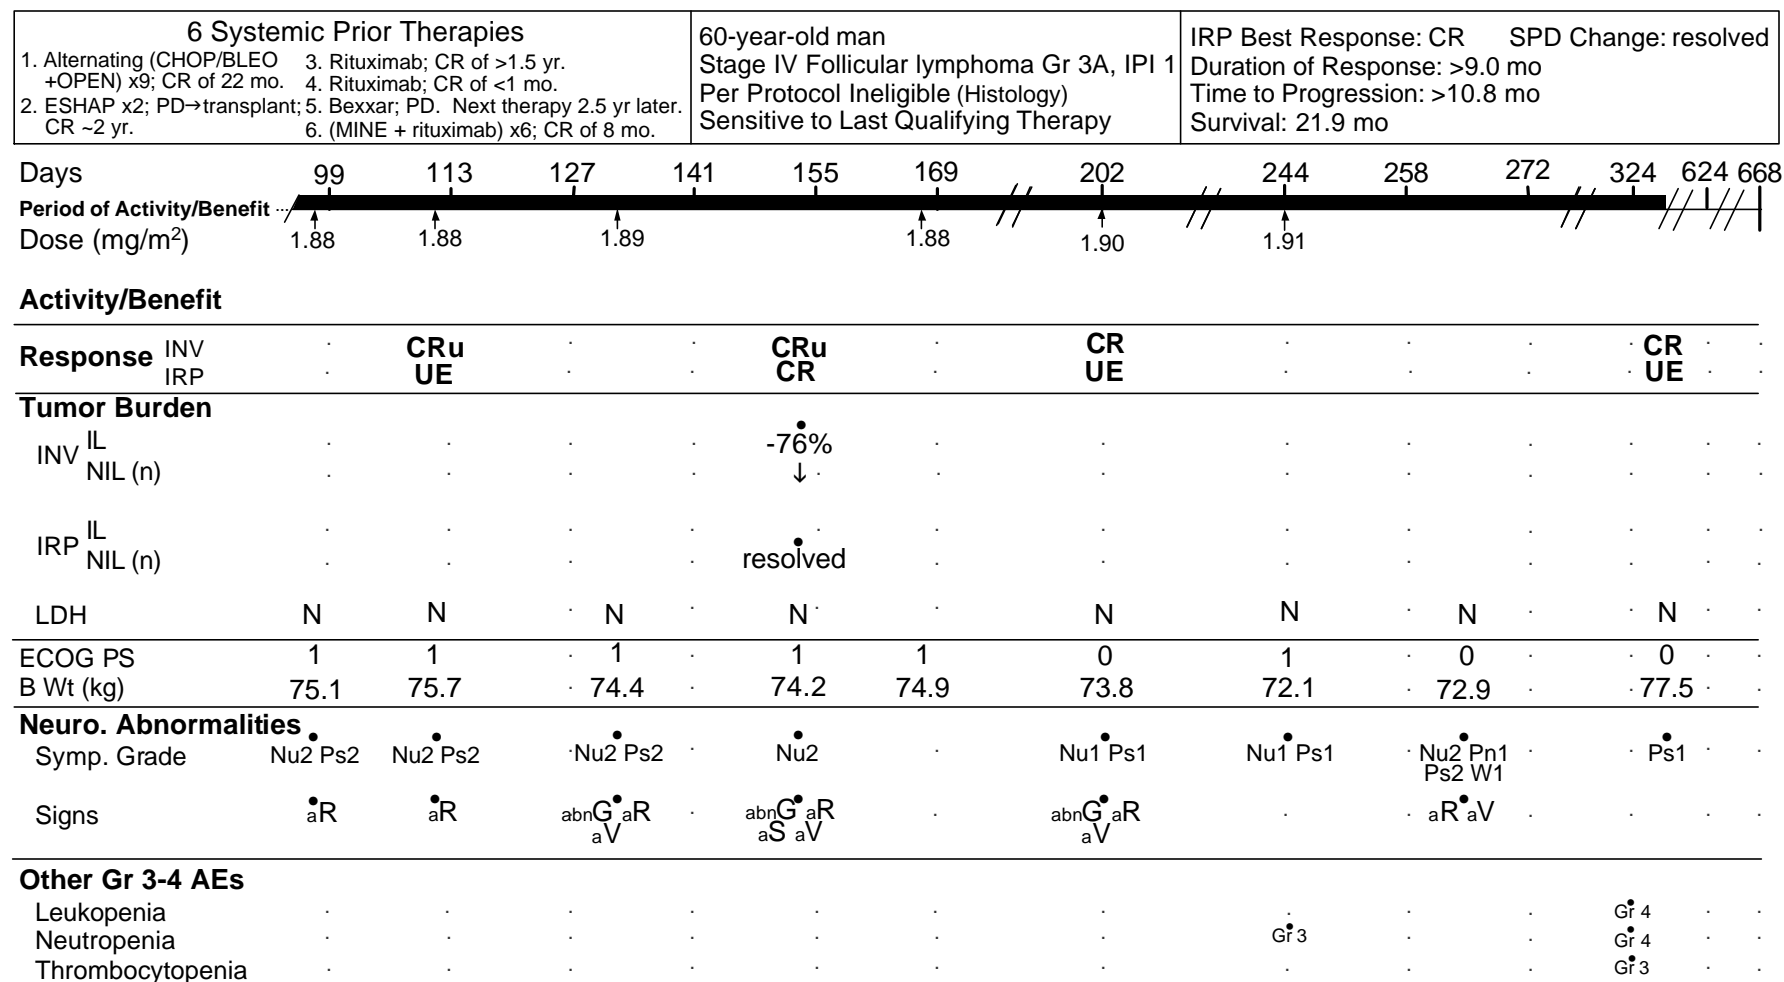 6 Systemic Prior Therapies
1. Alternating (CHOP/BLEO +OPEN) x9; CR of 22 mo.
2. ESHAP x2; PD→transplant; CR ~2 yr.
3. Rituximab; CR of >1.5 yr.
4. Rituximab; CR of <1 mo.
5. Bexxar; PD. Next therapy 2.5 yr later.
6. (MINE + rituximab) x6; CR of 8 mo.
60-year-old man
Stage IV Follicular lymphoma Gr 3A, IPI 1
Per Protocol Ineligible (Histology)
Sensitive to Last Qualifying Therapy
IRP Best Response: CR SPD Change: resolved
Duration of Response: >9.0 mo
Time to Progression: >10.8 mo
Survival: 21.9 mo
Days 99 113 127 141 155 169 202 244 258 272 324 624 668
Period of Activity/Benefit ...
Dose (mg/m²) 1.88 1.88 1.89 1.88 1.90 1.91
Activity/Benefit
Response INV CRu CRu CR CR
IRP UE CR UE UE
Tumor Burden
INV IL -76%
NIL (n) ↓
IRP IL
NIL (n) resolved
LDH N N N N N N N N
ECOG PS 1 1 1 1 1 0 1 0 0
B Wt (kg) 75.1 75.7 74.4 74.2 74.9 73.8 72.1 72.9 77.5
Neuro. Abnormalities
Symp. Grade Nu2 Ps2 Nu2 Ps2 Nu2 Ps2 Nu2 Nu1 Ps1 Nu1 Ps1 Nu2 Pn1 Ps1
Ps2 W1
Signs aR aR abnG aR abnG aR abnG aR aR aV
aV aS aV aV
Other Gr 3-4 AEs
Leukopenia Gr 4
Neutropenia Gr 3 Gr 4
Thrombocytopenia Gr 3